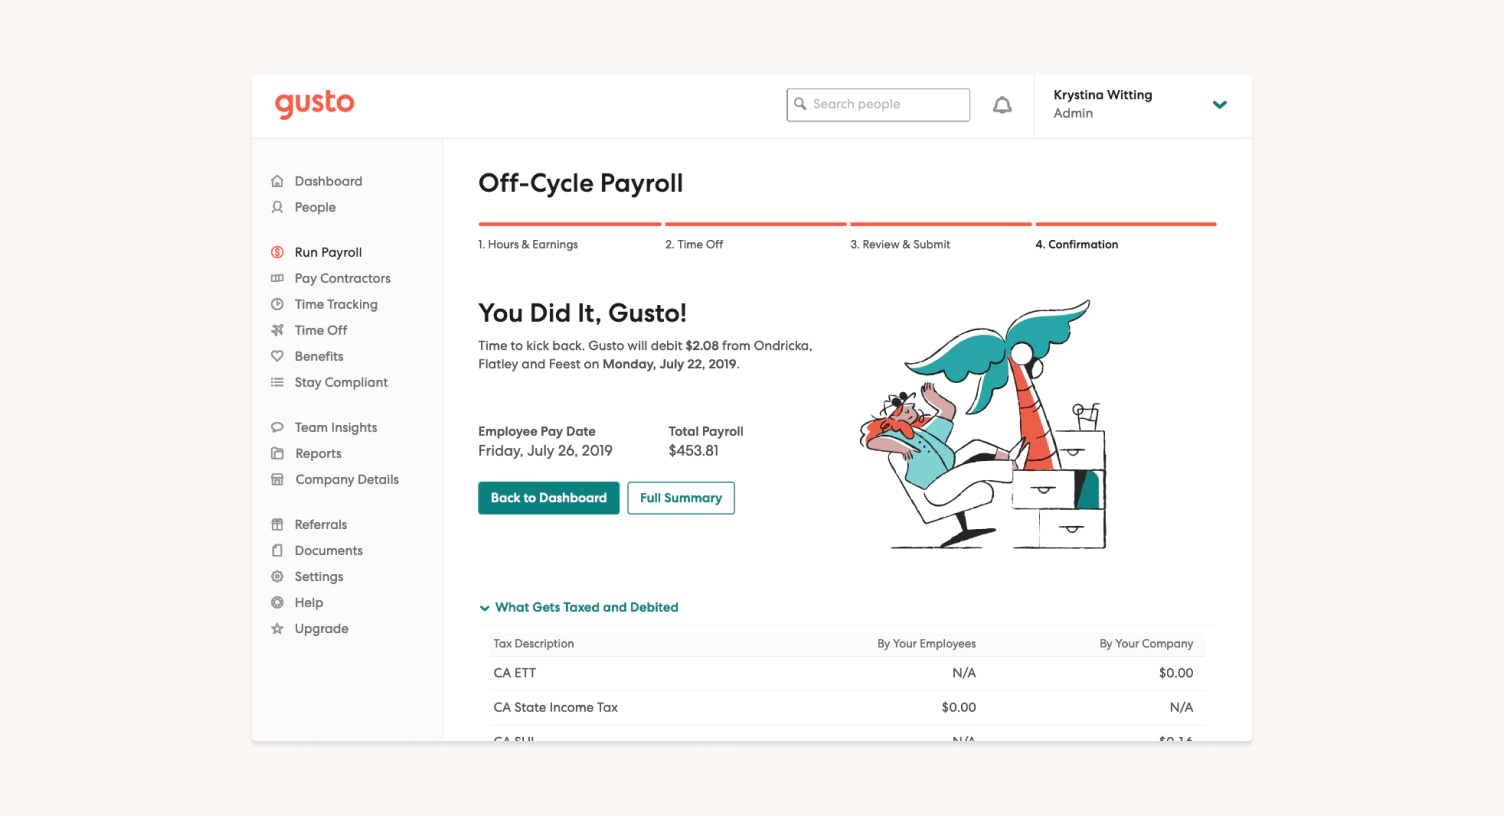 gusto
Search people
Krystina Witting
Admin
Dashboard
People
Run Payroll
Pay Contractors
Time Tracking
Time Off
Benefits
Stay Compliant
Team Insights
Reports
Company Details
Referrals
Documents
Settings
Help
Upgrade
Off-Cycle Payroll
1. Hours & Earnings
2. Time Off
3. Review & Submit
4. Confirmation
You Did It, Gusto!
Time to kick back. Gusto will debit $2.08 from Ondricka,
Flatley and Feest on Monday, July 22, 2019.
Employee Pay Date
Friday, July 26, 2019
Total Payroll
$453.81
Back to Dashboard
Full Summary
What Gets Taxed and Debited
Tax Description By Your Employees By Your Company
CA ETT N/A $0.00
CA State Income Tax $0.00 N/A
CA SUI N/A